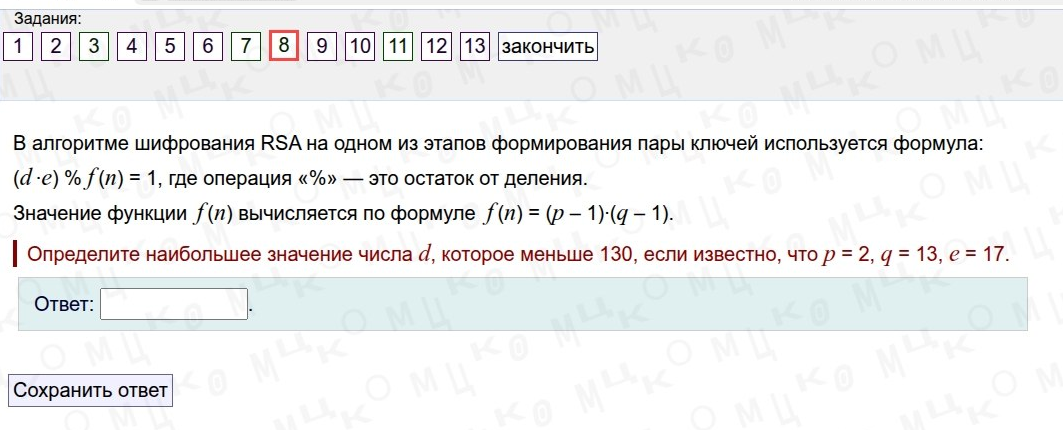 Задания:
1 2 3 4 5 6 7 8 9 10 11 12 13 закончить
В алгоритме шифрования RSA на одном из этапов формирования пары ключей используется формула:
(d·e) % f(n) = 1, где операция «%» — это остаток от деления.
Значение функции f(n) вычисляется по формуле f(n) = (p – 1)·(q – 1).
Определите наибольшее значение числа d, которое меньше 130, если известно, что p = 2, q = 13, e = 17.
Ответ: .
Сохранить ответ